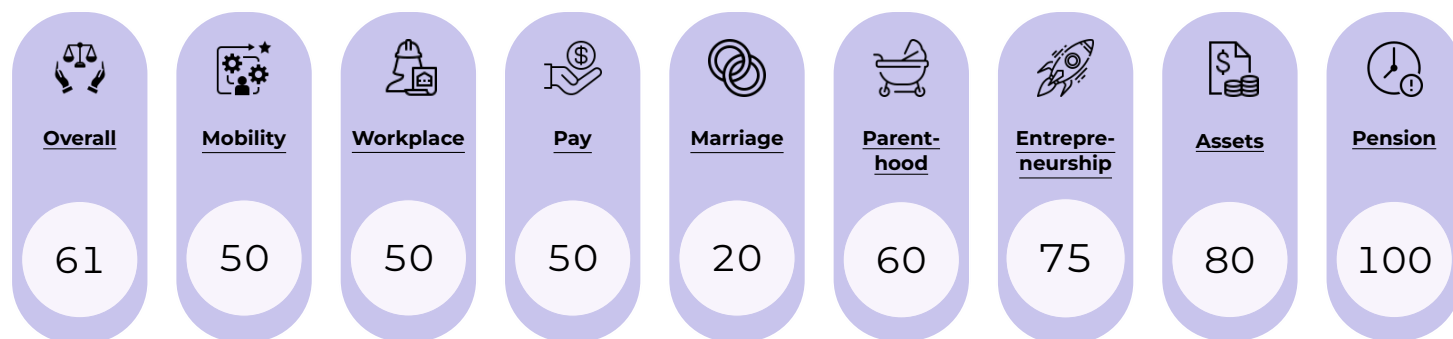 Overall
61
Mobility
50
Workplace
50
Pay
50
Marriage
20
Parent-
hood
60
Entrepre-
neurship
75
Assets
80
Pension
100